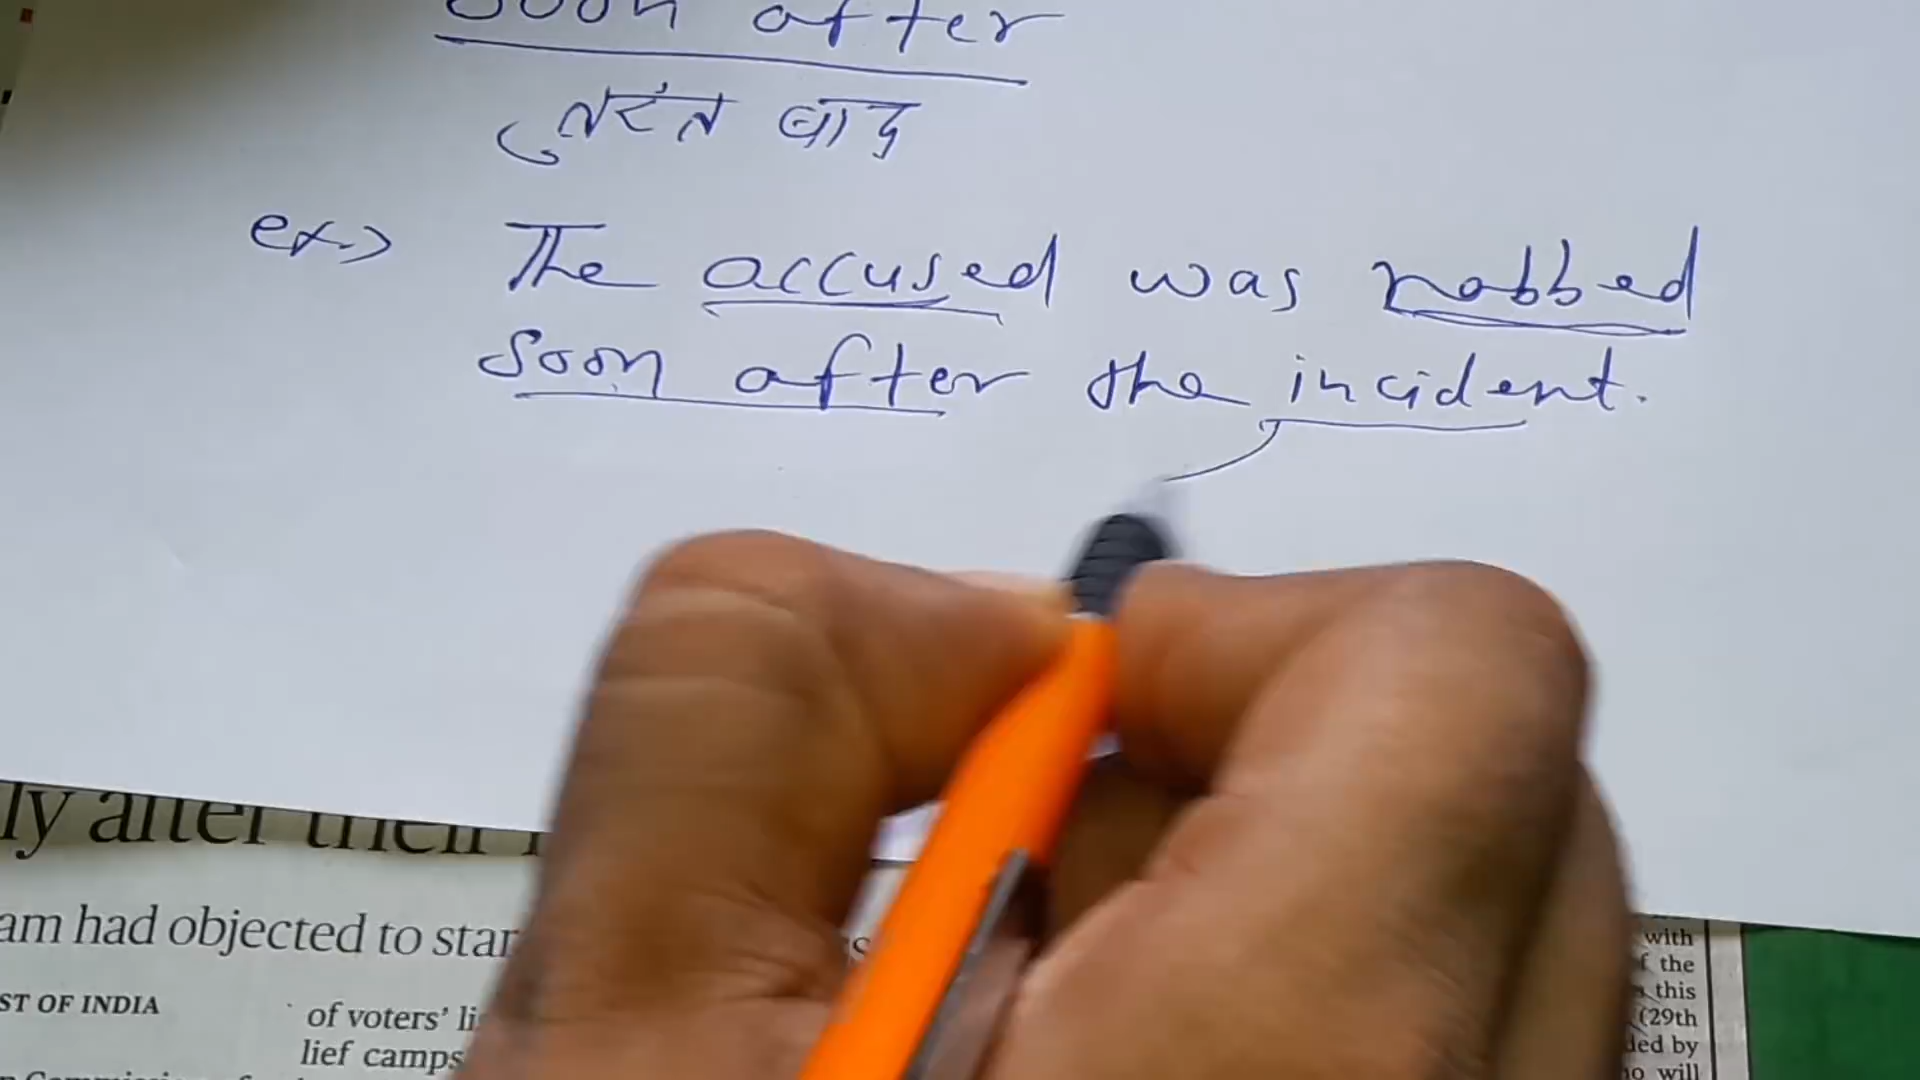 Soon after
तुरंत बाद
ex-> The accused was nabbed
soon after the incident.
ly after their
am had objected to star
ST OF INDIA
of voters' li
lief camps
with
f the
this
(29th
ded by
no will